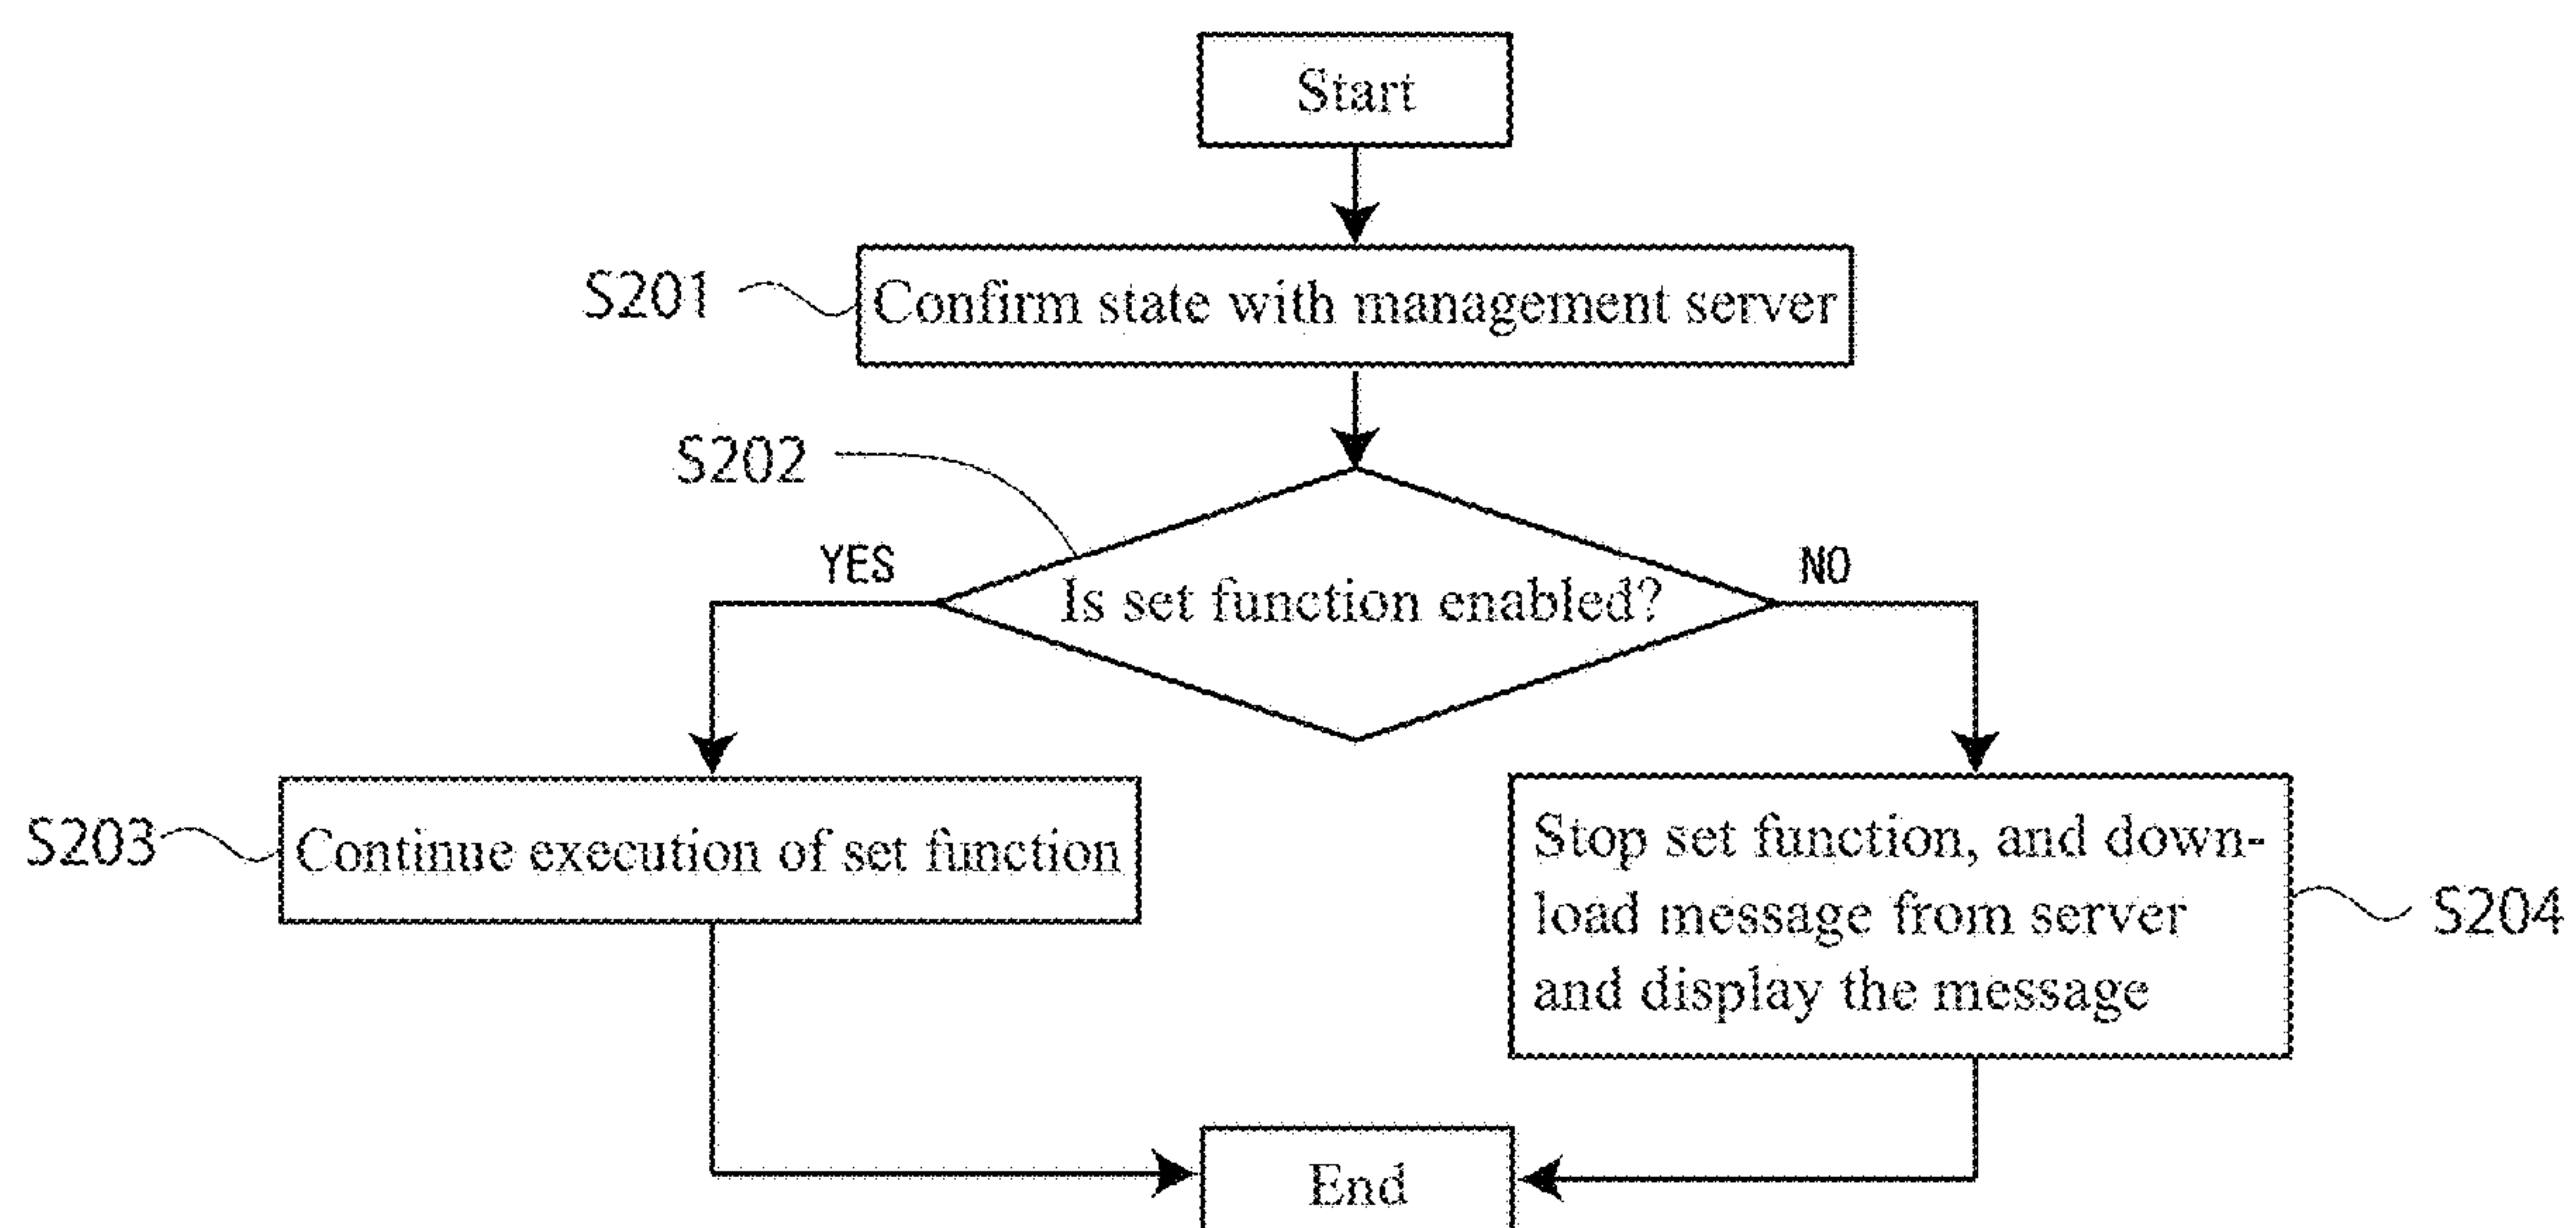 Start
S201
Confirm state with management server
S202
YES
Is set function enabled?
NO
S203
Continue execution of set function
Stop set function, and down-
load message from server
and display the message
S204
End